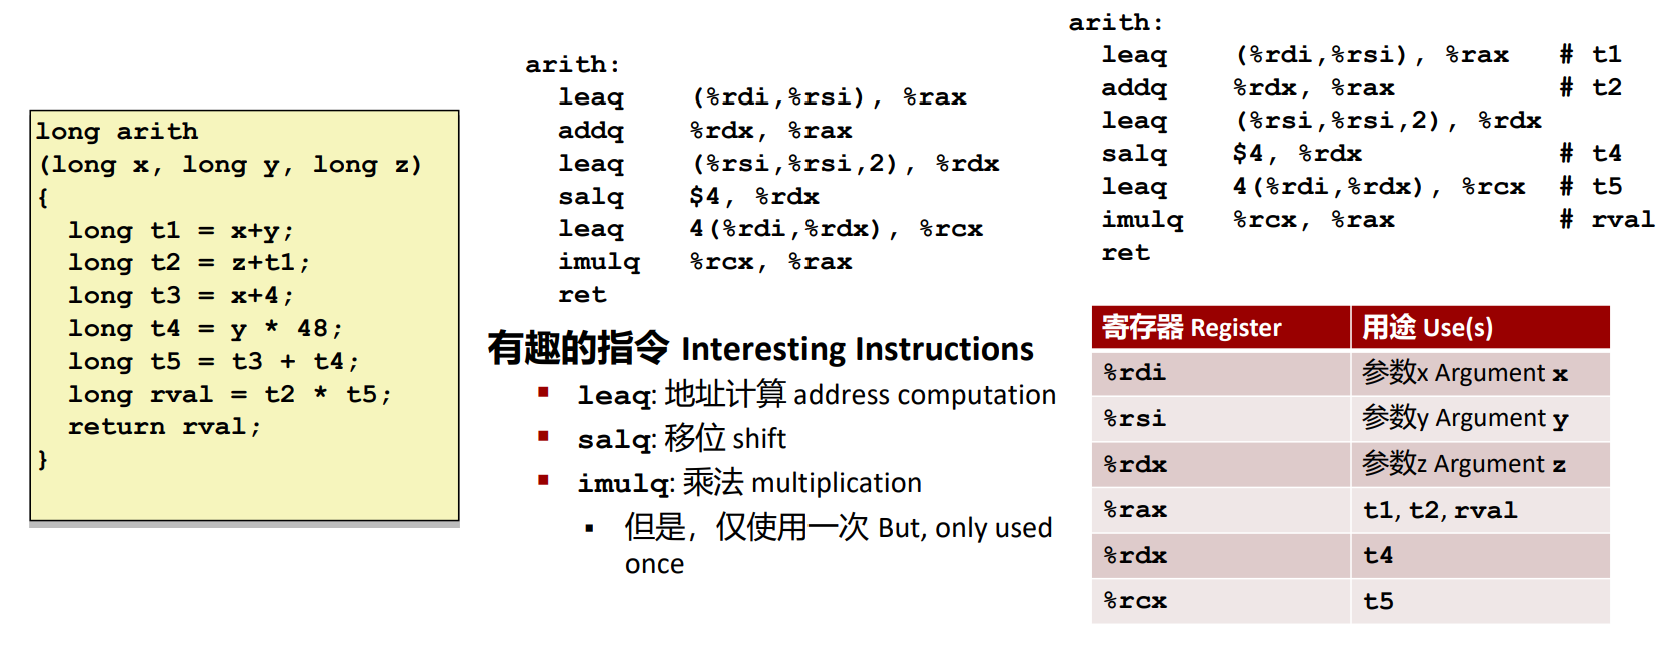 long arith
(long x, long y, long z)
{
long t1 = x+y;
long t2 = z+t1;
long t3 = x+4;
long t4 = y * 48;
long t5 = t3 + t4;
long rval = t2 * t5;
return rval;
}
arith:
leaq (%rdi,%rsi), %rax
addq %rdx, %rax
leaq (%rsi,%rsi,2), %rdx
salq $4, %rdx
leaq 4(%rdi,%rdx), %rcx
imulq %rcx, %rax
ret
有趣的指令 Interesting Instructions
▪ leaq: 地址计算 address computation
▪ salq: 移位 shift
▪ imulq: 乘法 multiplication
▪ 但是，仅使用一次 But, only used
once
arith:
leaq (%rdi,%rsi), %rax # t1
addq %rdx, %rax # t2
leaq (%rsi,%rsi,2), %rdx
salq $4, %rdx # t4
leaq 4(%rdi,%rdx), %rcx # t5
imulq %rcx, %rax # rval
ret
寄存器 Register 用途 Use(s)
%rdi 参数x Argument x
%rsi 参数y Argument y
%rdx 参数z Argument z
%rax t1, t2, rval
%rdx t4
%rcx t5